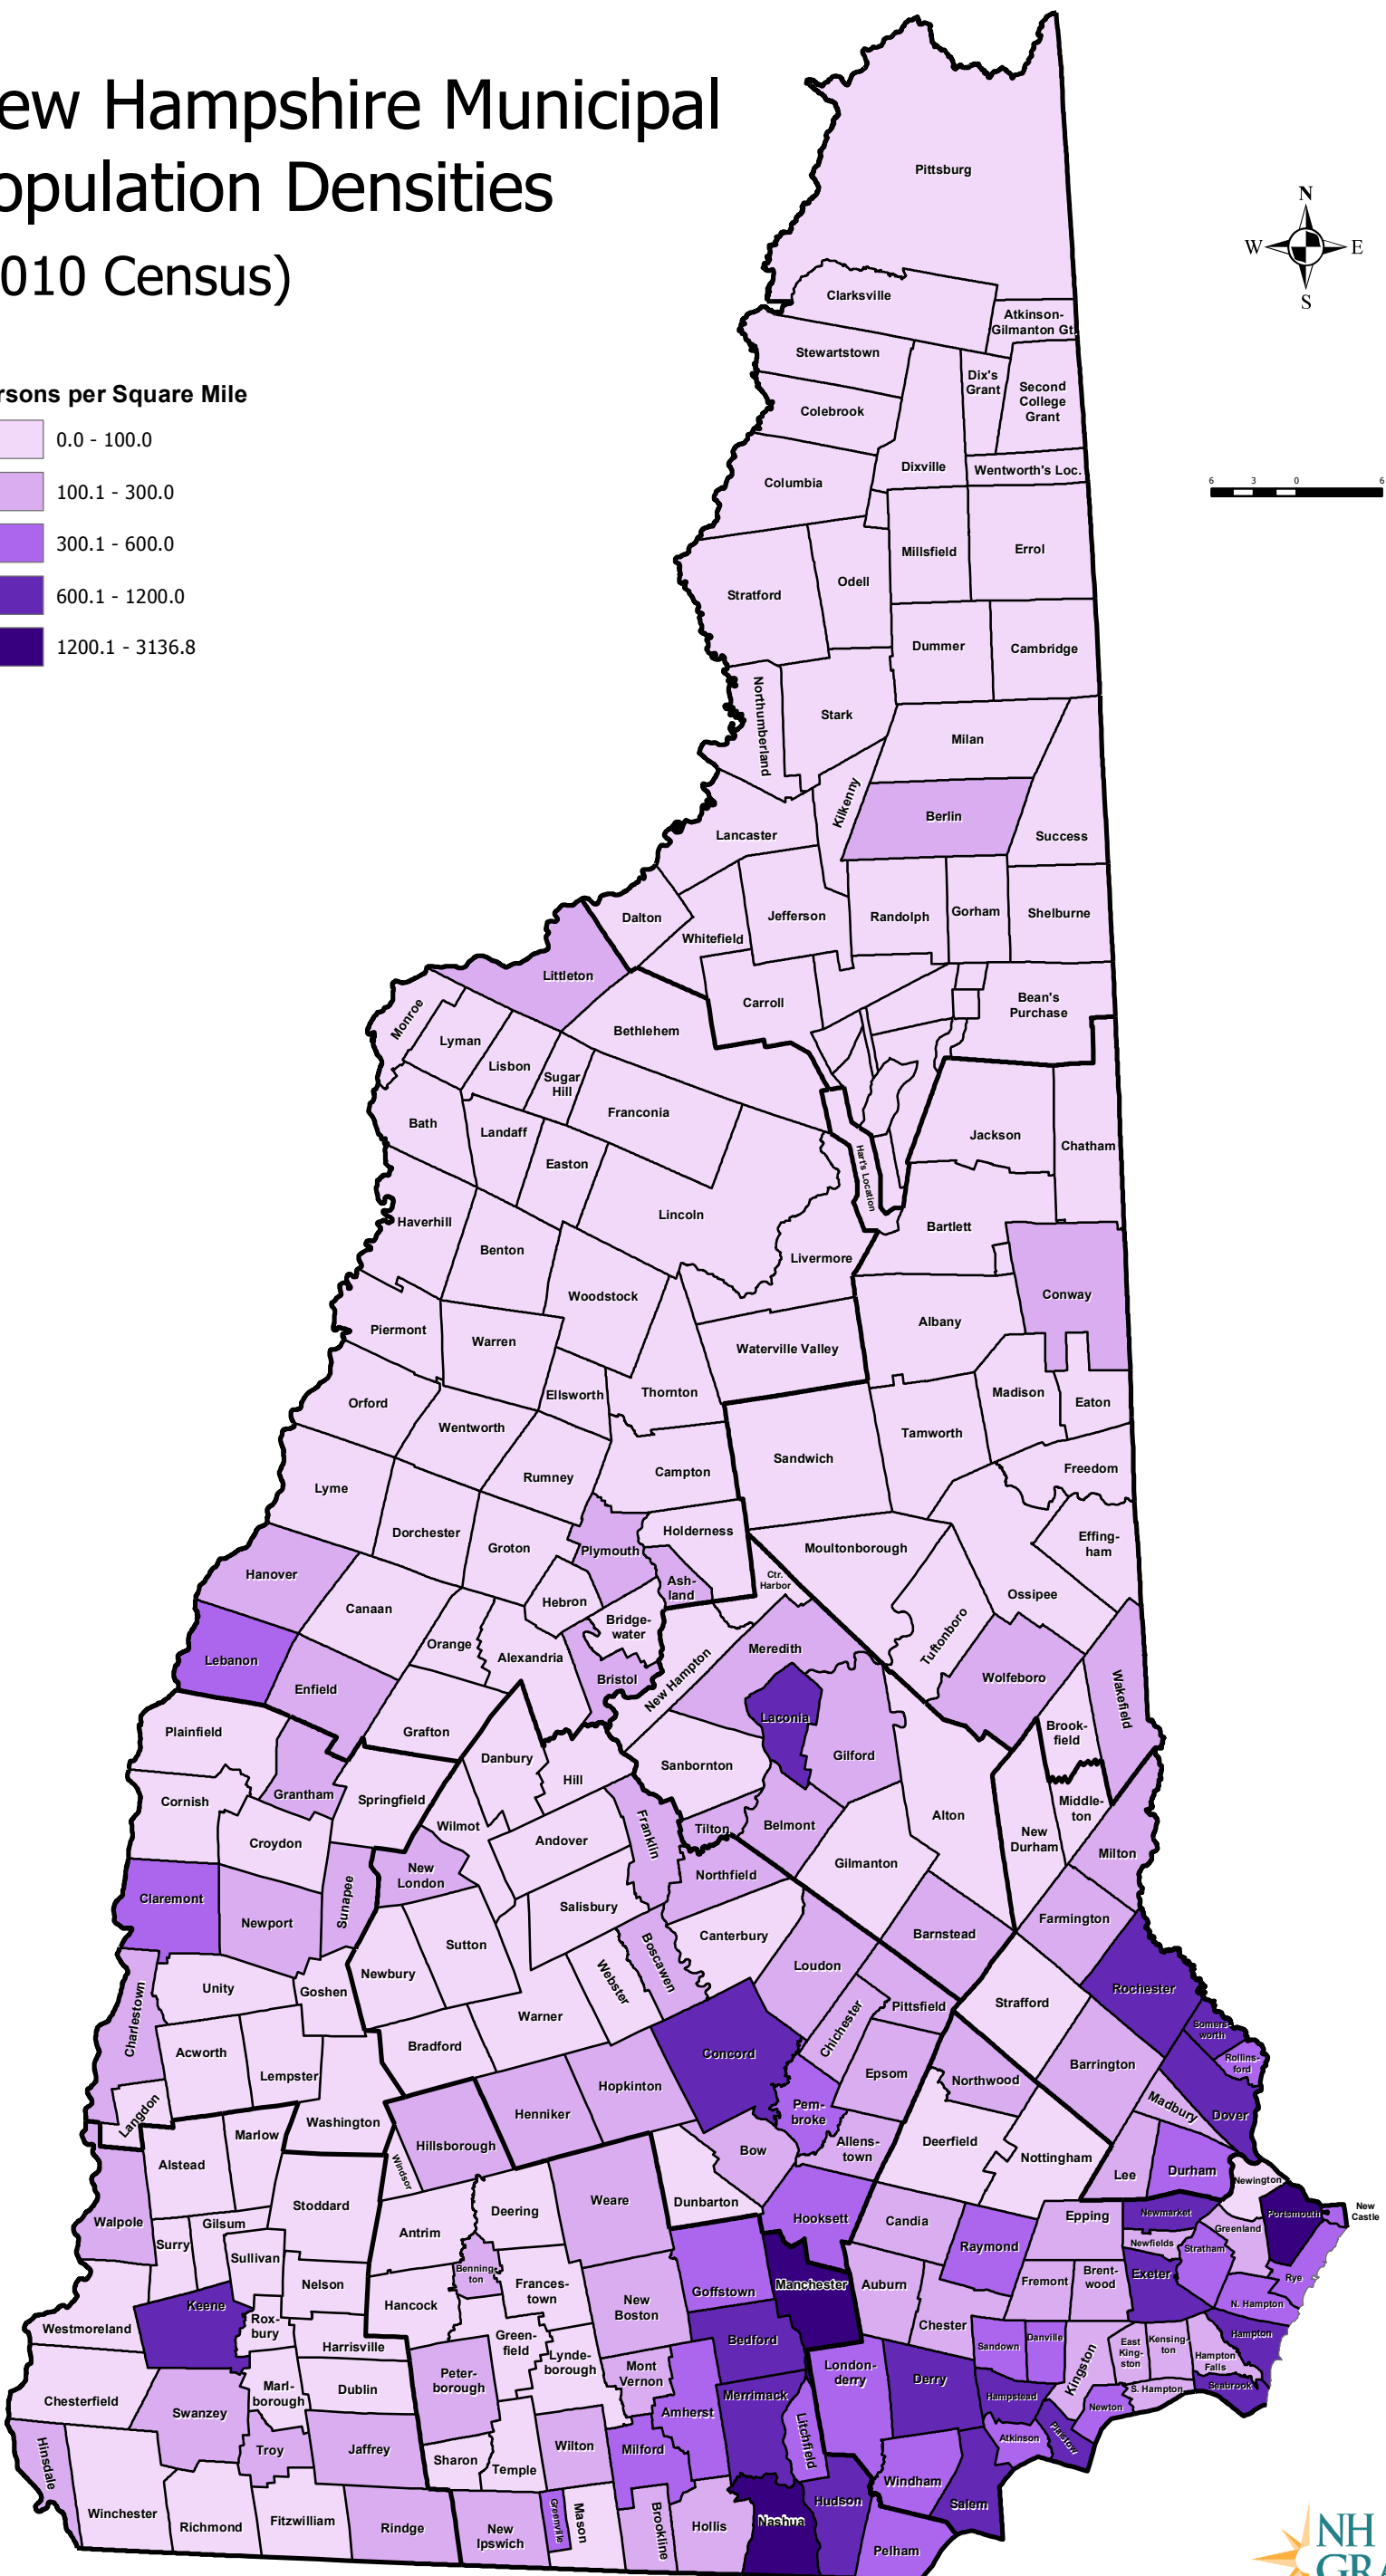 ew Hampshire Municipal
opulation Densities
010 Census)
rsons per Square Mile
0.0 - 100.0
100.1 - 300.0
300.1 - 600.0
600.1 - 1200.0
1200.1 - 3136.8
N
W E
S
6 3 0 6
Pittsburg
Clarksville
Atkinson-
Gilmanton Gt.
Stewartstown
Dix's
Grant
Second
College
Grant
Colebrook
Dixville
Wentworth's Loc.
Columbia
Millsfield
Errol
Odell
Stratford
Dummer
Cambridge
Northumberland
Stark
Milan
Kilkenny
Berlin
Success
Lancaster
Dalton
Jefferson
Randolph
Gorham
Shelburne
Whitefield
Littleton
Carroll
Bean's
Purchase
Monroe
Lyman
Bethlehem
Lisbon
Sugar
Hill
Franconia
Bath
Landaff
Easton
Jackson
Chatham
Hart's Location
Haverhill
Lincoln
Bartlett
Benton
Livermore
Woodstock
Conway
Piermont
Warren
Albany
Waterville Valley
Orford
Ellsworth
Thornton
Madison
Eaton
Wentworth
Tamworth
Sandwich
Lyme
Rumney
Campton
Freedom
Dorchester
Groton
Plymouth
Holderness
Moultonborough
Effing-
ham
Hanover
Ash-
land
Ctr.
Harbor
Ossipee
Canaan
Hebron
Bridge-
water
Tuftonboro
Lebanon
Orange
Alexandria
Meredith
Enfield
Bristol
New Hampton
Wolfeboro
Wakefield
Plainfield
Grafton
Laconia
Brook-
field
Danbury
Sanbornton
Gilford
Grantham
Hill
Cornish
Springfield
Middle-
ton
Croydon
Wilmot
Andover
Franklin
Tilton
Belmont
Alton
New
Durham
Milton
New
London
Gilmanton
Claremont
Sunapee
Northfield
Newport
Salisbury
Farmington
Sutton
Canterbury
Barnstead
Boscawen
Loudon
Newbury
Webster
Unity
Goshen
Rochester
Charlestown
Warner
Chichester
Pittsfield
Strafford
Somers-
worth
Acworth
Bradford
Concord
Rollins-
ford
Lempster
Hopkinton
Epsom
Barrington
Langdon
Northwood
Washington
Henniker
Pem-
broke
Madbury
Dover
Marlow
Hillsborough
Bow
Allens-
town
Deerfield
Alstead
Windsor
Nottingham
Lee
Durham
Newington
Stoddard
Weare
Dunbarton
Walpole
Gilsum
Deering
Hooksett
Candia
Epping
Newmarket
Portsmouth
New
Castle
Surry
Antrim
Greenland
Sullivan
Raymond
Newfields
Stratham
Benning-
ton
Nelson
Goffstown
Manchester
Auburn
Fremont
Brent-
wood
Exeter
Rye
Frances-
town
Keene
Hancock
New
Boston
N. Hampton
Westmoreland
Rox-
bury
Chester
Hampton
Harrisville
Green-
field
Bedford
Sandown
Danville
East
King-
ston
Kensing-
ton
Hampton
Falls
Lynde-
borough
London-
derry
Derry
Kingston
Chesterfield
Marl-
borough
Dublin
Peter-
borough
Mont
Vernon
Merrimack
Hampstead
S. Hampton
Seabrook
Swanzey
Amherst
Newton
Litchfield
Atkinson
Plaistow
Hinsdale
Troy
Jaffrey
Sharon
Temple
Wilton
Milford
Windham
Winchester
Richmond
Fitzwilliam
Rindge
New
Ipswich
Greenville
Mason
Brookline
Hollis
Nashua
Hudson
Salem
Pelham
NH
GRA